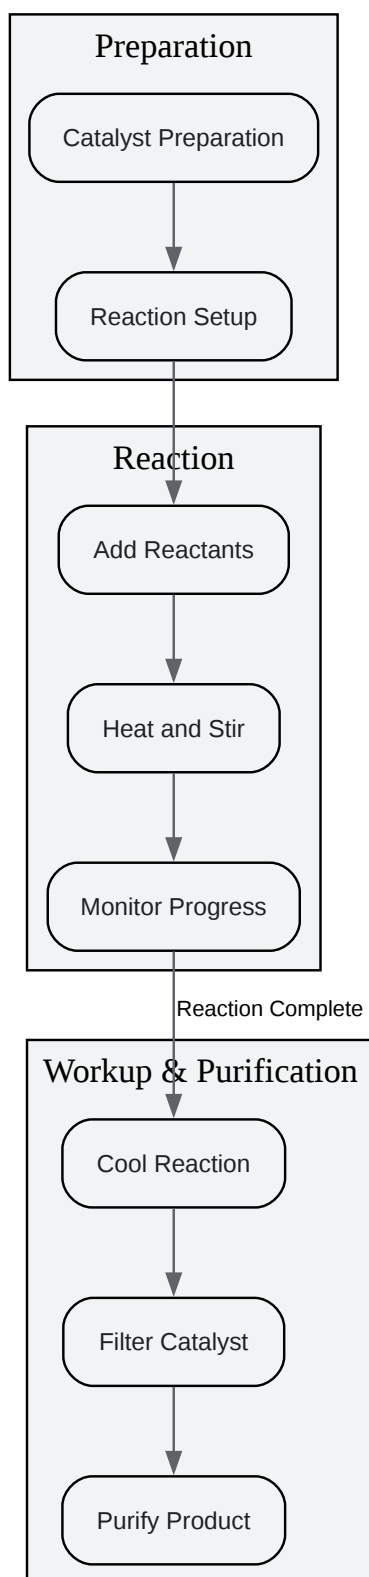 Preparation
Catalyst Preparation
Reaction Setup
Reaction
Add Reactants
Heat and Stir
Monitor Progress
Reaction Complete
Workup & Purification
Cool Reaction
Filter Catalyst
Purify Product